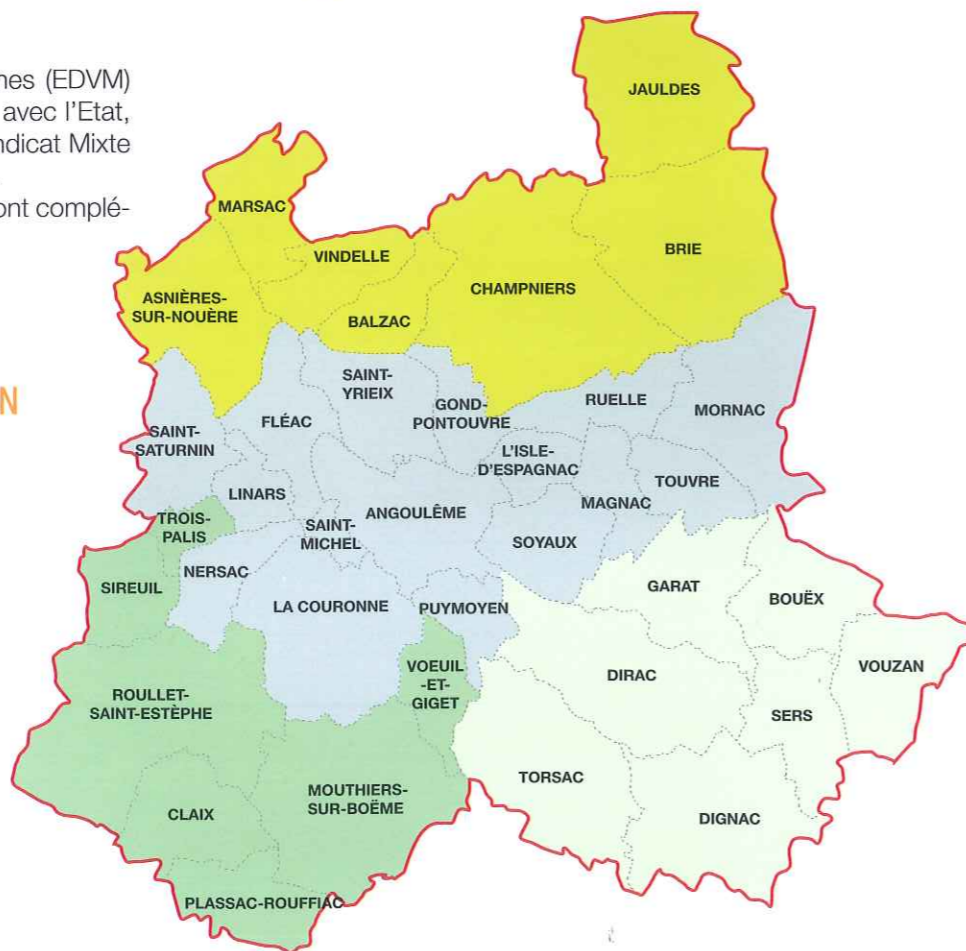 nes (EDVM)
avec l'Etat,
ndicat Mixte
ont complé-
N
JAULDES
MARSAC
BRIE
VINDELLE
CHAMPNIERS
ASNIÈRES-
SUR-NOUÈRE
BALZAC
SAINT-
YRIEIX
RUELLE
GOND-
PONTOUVRE
MORNAC
FLÉAC
SAINT-
SATURNIN
L'ISLE-
D'ESPAGNAC
TOUVRE
LINARS
MAGNAC
ANGOULÊME
TROIS-
PALIS
SAINT-
MICHEL
SOYAUX
NERSAC
SIREUIL
GARAT
BOUËX
LA COURONNE
PUYMOYEN
VOEUIL
-ET-
GIGET
VOUZAN
DIRAC
ROULLET-
SAINT-ESTÈPHE
SERS
TORSAC
MOUTHIERS-
SUR-BOËME
CLAIX
DIGNAC
PLASSAC-ROUFFIAC